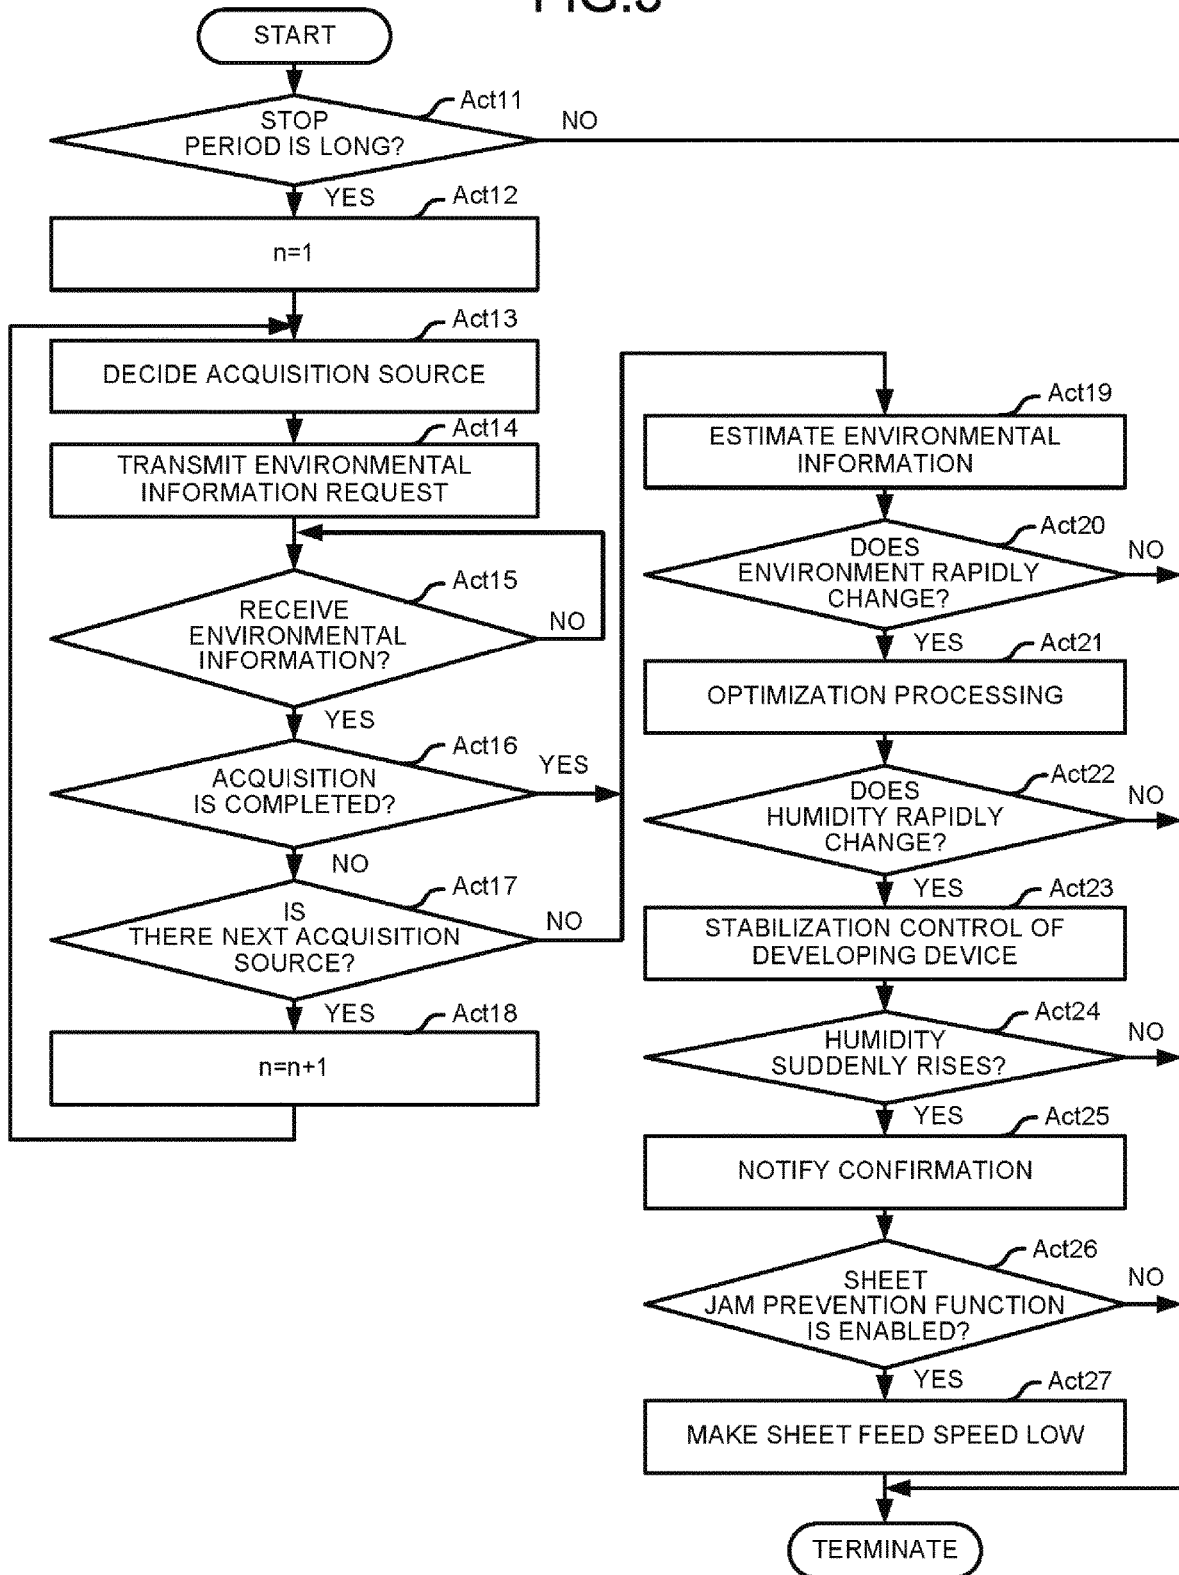 START
Act11
STOP
PERIOD IS LONG?
NO
YES
Act12
n=1
Act13
DECIDE ACQUISITION SOURCE
Act14
TRANSMIT ENVIRONMENTAL
INFORMATION REQUEST
Act15
RECEIVE
ENVIRONMENTAL
INFORMATION?
NO
YES
Act16
ACQUISITION
IS COMPLETED?
YES
NO
Act17
IS
THERE NEXT ACQUISITION
SOURCE?
NO
YES
Act18
n=n+1
Act19
ESTIMATE ENVIRONMENTAL
INFORMATION
Act20
DOES
ENVIRONMENT RAPIDLY
CHANGE?
NO
YES
Act21
OPTIMIZATION PROCESSING
Act22
DOES
HUMIDITY RAPIDLY
CHANGE?
NO
YES
Act23
STABILIZATION CONTROL OF
DEVELOPING DEVICE
Act24
HUMIDITY
SUDDENLY RISES?
NO
YES
Act25
NOTIFY CONFIRMATION
Act26
SHEET
JAM PREVENTION FUNCTION
IS ENABLED?
NO
YES
Act27
MAKE SHEET FEED SPEED LOW
TERMINATE